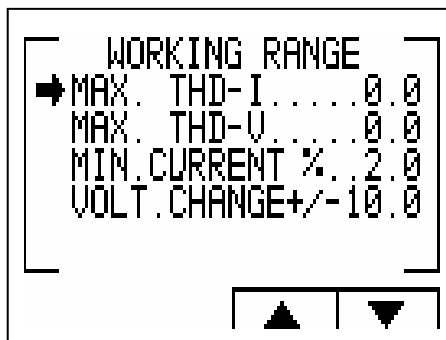 WORKING RANGE
MAX. THD-I.....0.0
MAX. THD-V.....0.0
MIN.CURRENT %..2.0
VOLT.CHANGE+/-10.0